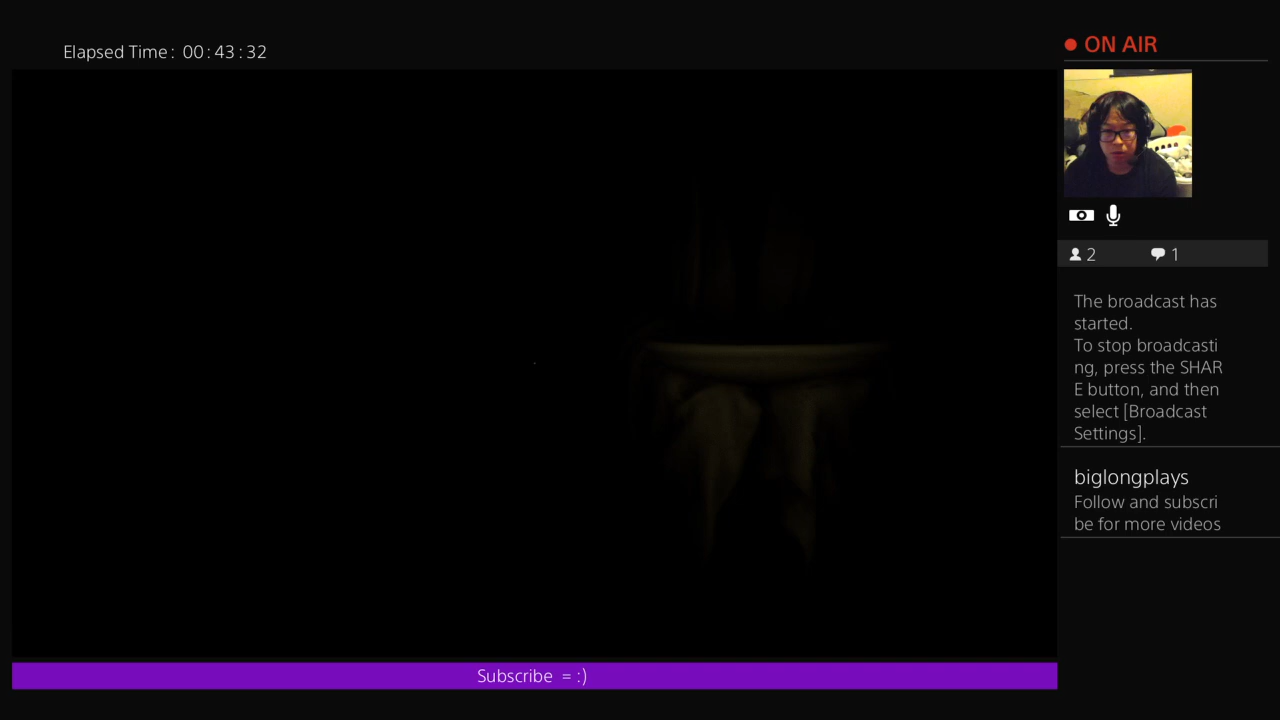 Elapsed Time: 00:43:32
ON AIR
2
1
The broadcast has
started.
To stop broadcasti
ng, press the SHAR
E button, and then
select [Broadcast
Settings].
biglongplays
Follow and subscri
be for more videos
Subscribe = :)